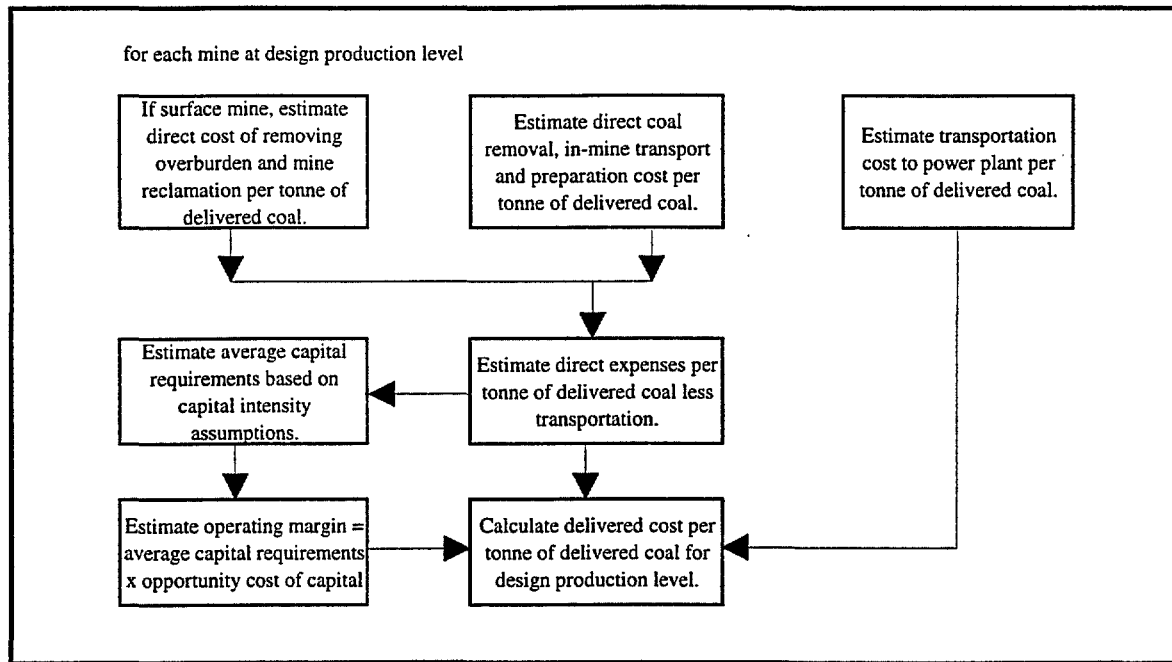 for each mine at design production level
If surface mine, estimate
direct cost of removing
overburden and mine
reclamation per tonne of
delivered coal.
Estimate direct coal
removal, in-mine transport
and preparation cost per
tonne of delivered coal.
Estimate transportation
cost to power plant per
tonne of delivered coal.
Estimate average capital
requirements based on
capital intensity
assumptions.
Estimate direct expenses per
tonne of delivered coal less
transportation.
Estimate operating margin =
average capital requirements
x opportunity cost of capital
Calculate delivered cost per
tonne of delivered coal for
design production level.